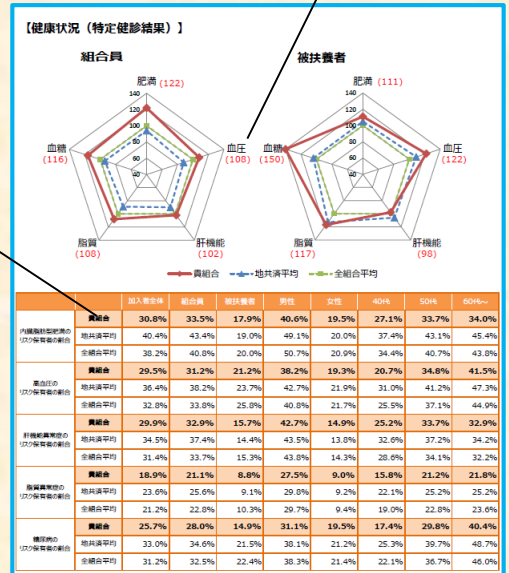 【健康状況（特定健診結果）】
組合員
被扶養者
肥満 (122)
140
120
100
80
60
40
血圧
(108)
肝機能
(102)
脂質
(108)
血糖
(116)
肥満 (111)
140
120
100
80
60
40
血圧
(122)
肝機能
(98)
脂質
(117)
血糖
(150)
貴組合 地共済平均 全組合平均
加入者全体 組合員 被扶養者 男性 女性 40代 50代 60代～
内臓脂肪型肥満の
リスク保有者の割合
貴組合 30.8% 33.5% 17.9% 40.6% 19.5% 27.1% 33.7% 34.0%
地共済平均 40.4% 43.4% 19.0% 49.1% 20.0% 37.4% 43.1% 45.4%
全組合平均 38.2% 40.8% 20.0% 50.7% 20.9% 34.4% 40.7% 43.8%
高血圧の
リスク保有者の割合
貴組合 29.5% 31.2% 21.2% 38.2% 19.3% 20.7% 34.8% 41.5%
地共済平均 36.4% 38.2% 23.7% 42.7% 21.9% 31.0% 41.2% 47.3%
全組合平均 32.8% 33.8% 25.8% 40.8% 21.7% 25.5% 37.1% 44.9%
肝機能異常症の
リスク保有者の割合
貴組合 29.9% 32.9% 15.7% 42.7% 14.9% 25.2% 33.7% 32.9%
地共済平均 34.5% 37.4% 14.4% 43.5% 13.8% 32.6% 37.2% 34.2%
全組合平均 31.4% 33.7% 15.3% 43.8% 14.3% 28.6% 34.1% 32.2%
脂質異常症の
リスク保有者の割合
貴組合 18.9% 21.1% 8.8% 27.5% 9.0% 15.8% 21.2% 21.8%
地共済平均 23.6% 25.6% 9.1% 29.8% 9.2% 22.1% 25.2% 25.2%
全組合平均 21.2% 22.8% 10.3% 29.7% 9.4% 19.0% 22.8% 23.6%
糖尿病の
リスク保有者の割合
貴組合 25.7% 28.0% 14.9% 31.1% 19.5% 17.4% 29.8% 40.4%
地共済平均 33.0% 34.6% 21.5% 38.1% 21.2% 25.3% 39.7% 48.7%
全組合平均 31.2% 32.5% 22.4% 38.3% 21.4% 22.1% 36.7% 46.0%